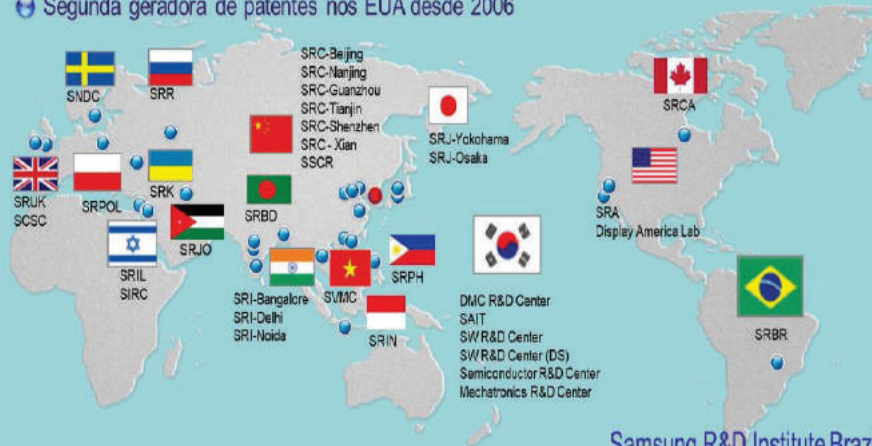 Segunda geradora de patentes nos EUA desde 2006
SNDC
SRR
SRC-Beijing
SRC-Nanjing
SRC-Guanzhou
SRC-Tianjin
SRC-Shenzhen
SRC - Xian
SSCR
SRJ-Yokohama
SRJ-Osaka
SRCA
SRUK
SCSC
SRPOL
SRK
SRBD
SRA
Display America Lab
SRJO
SRIL
SIRC
SRI-Bangalore
SRI-Delhi
SRI-Noida
SVMC
SRPH
SRIN
DMC R&D Center
SAIT
SW R&D Center
SW R&D Center (DS)
Semiconductor R&D Center
Mechatronics R&D Center
SRBR
Samsung R&D Institute Braz